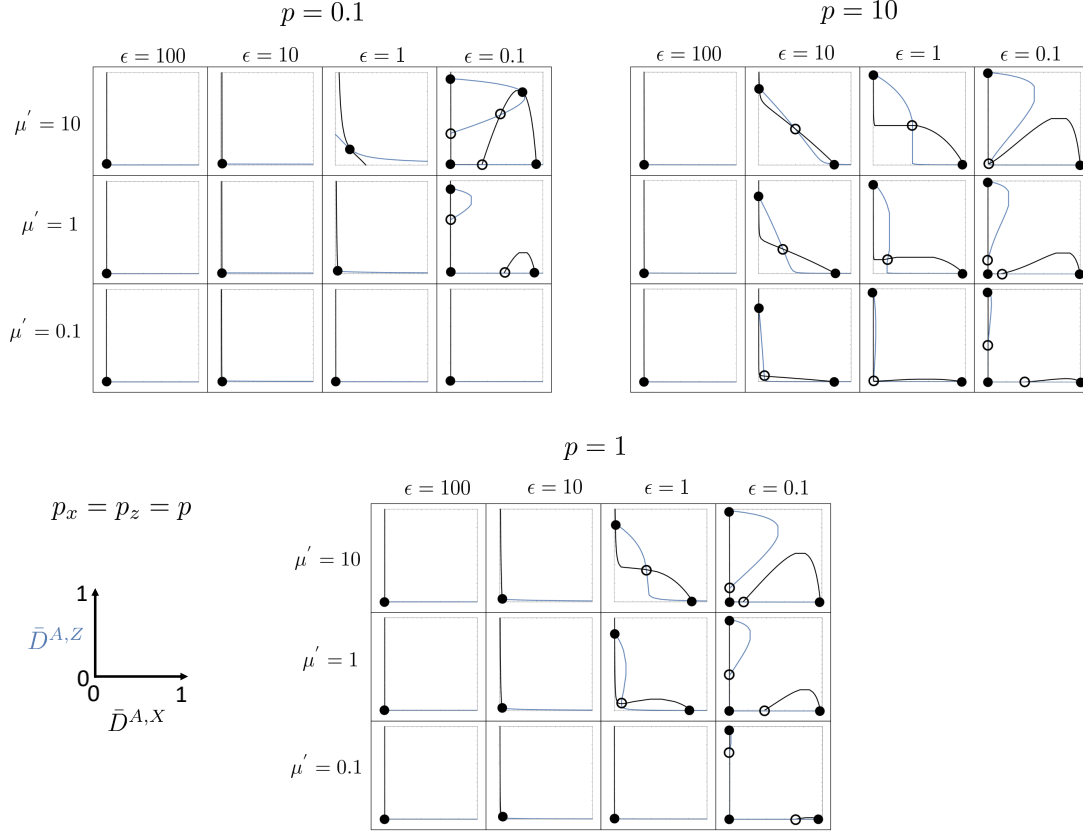 p = 0.1
ϵ = 100 ϵ = 10 ϵ = 1 ϵ = 0.1
μ′ = 10
μ′ = 1
μ′ = 0.1
p = 10
ϵ = 100 ϵ = 10 ϵ = 1 ϵ = 0.1
p = 1
ϵ = 100 ϵ = 10 ϵ = 1 ϵ = 0.1
μ′ = 10
μ′ = 1
μ′ = 0.1
p_x = p_z = p
1
D̄^{A,Z}
0
0 1
D̄^{A,X}